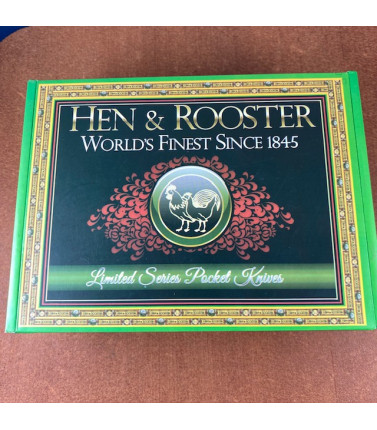 HEN & ROOSTER
WORLD'S FINEST SINCE 1845
Limited Series Pocket Knives